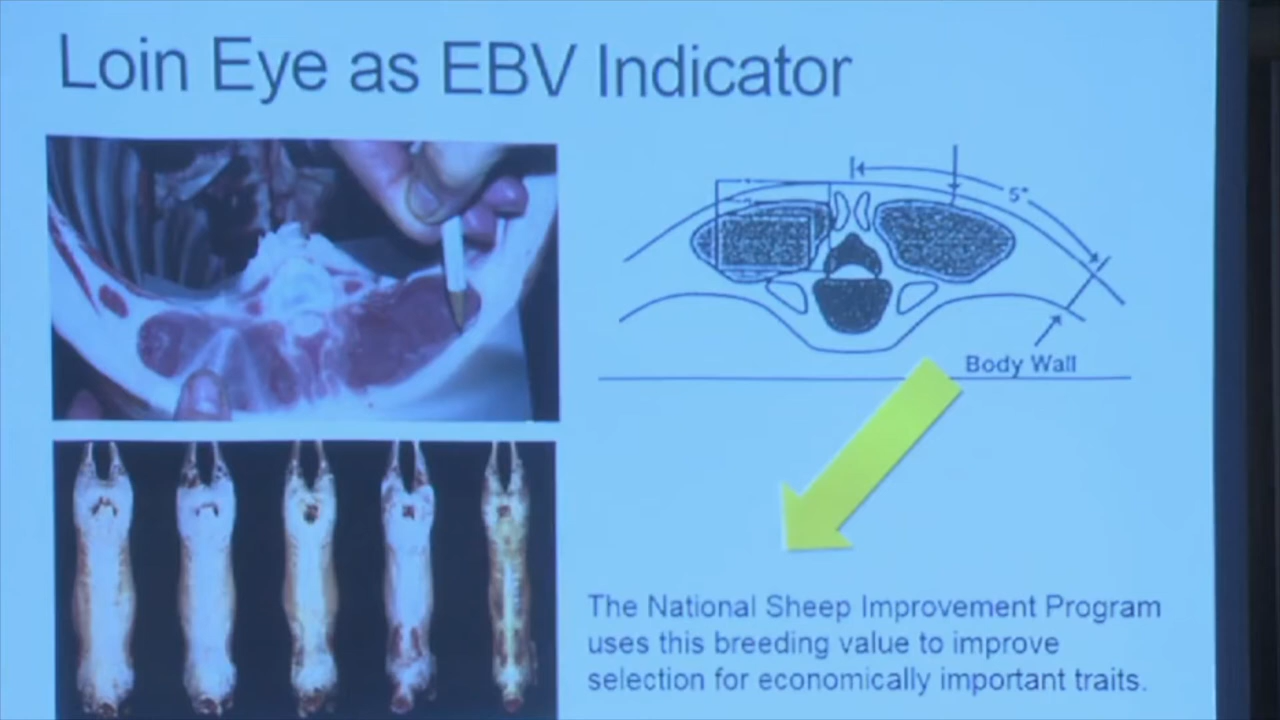 Loin Eye as EBV Indicator
5"
Body Wall
The National Sheep Improvement Program
uses this breeding value to improve
selection for economically important traits.